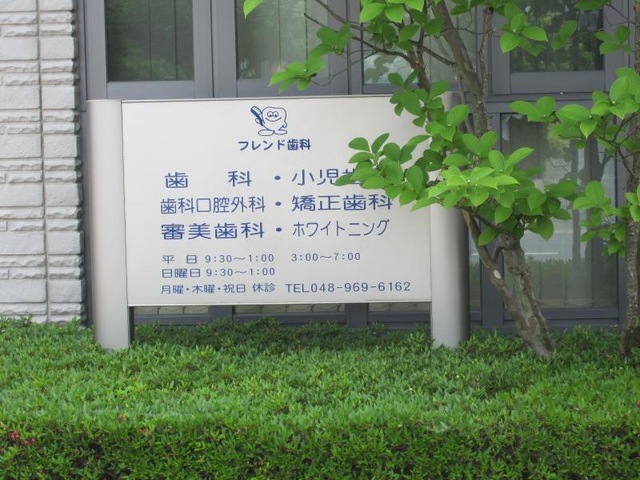 フレンド歯科
歯科・小児
歯科口腔外科・矯正歯科
審美歯科・ホワイトニング
平 日 9:30～1:00 3:00～7:00
日曜日 9:30～1:00
月曜・木曜・祝日 休診 TEL048-969-6162